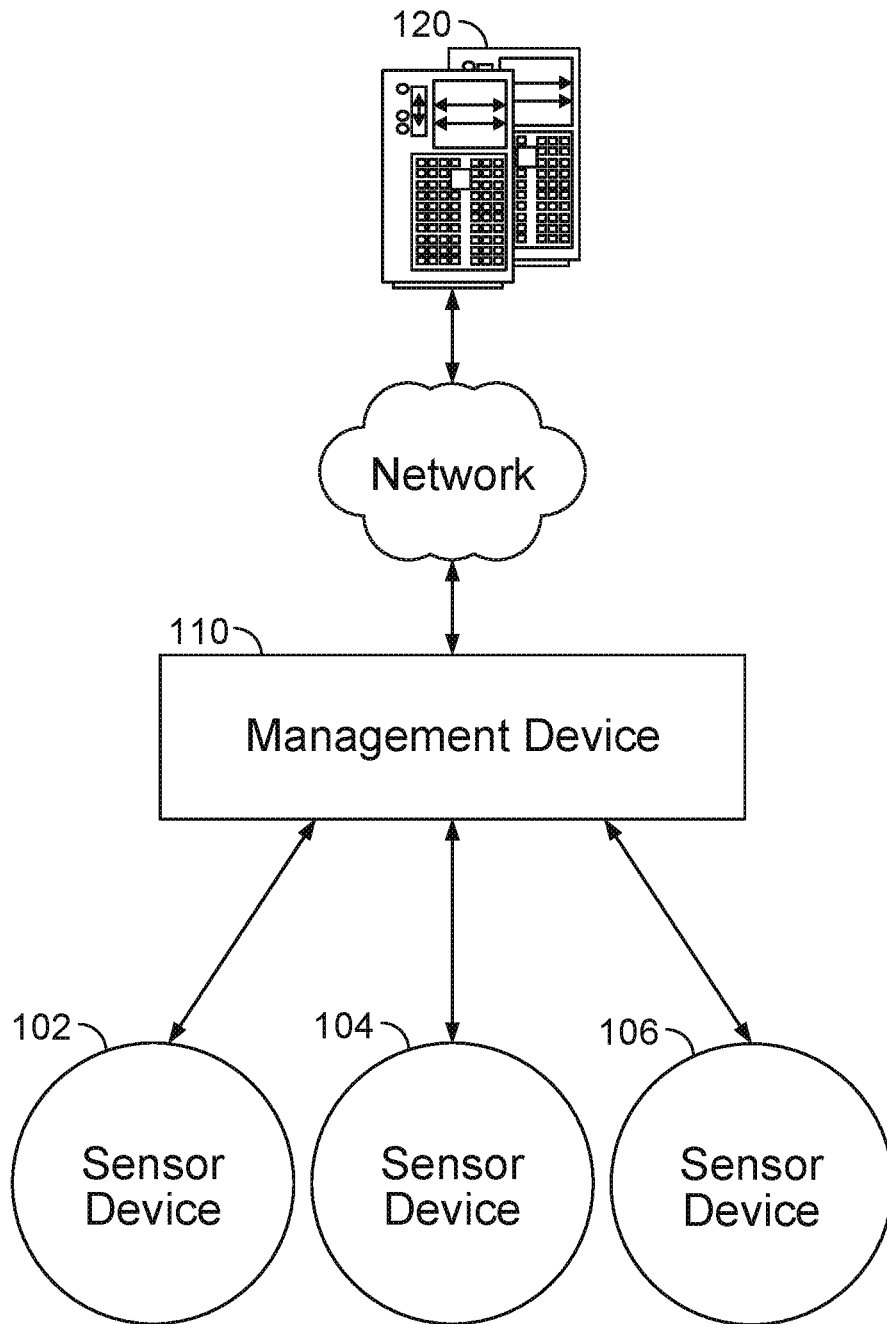 120
Network
110
Management Device
102
104
106
Sensor
Device
Sensor
Device
Sensor
Device